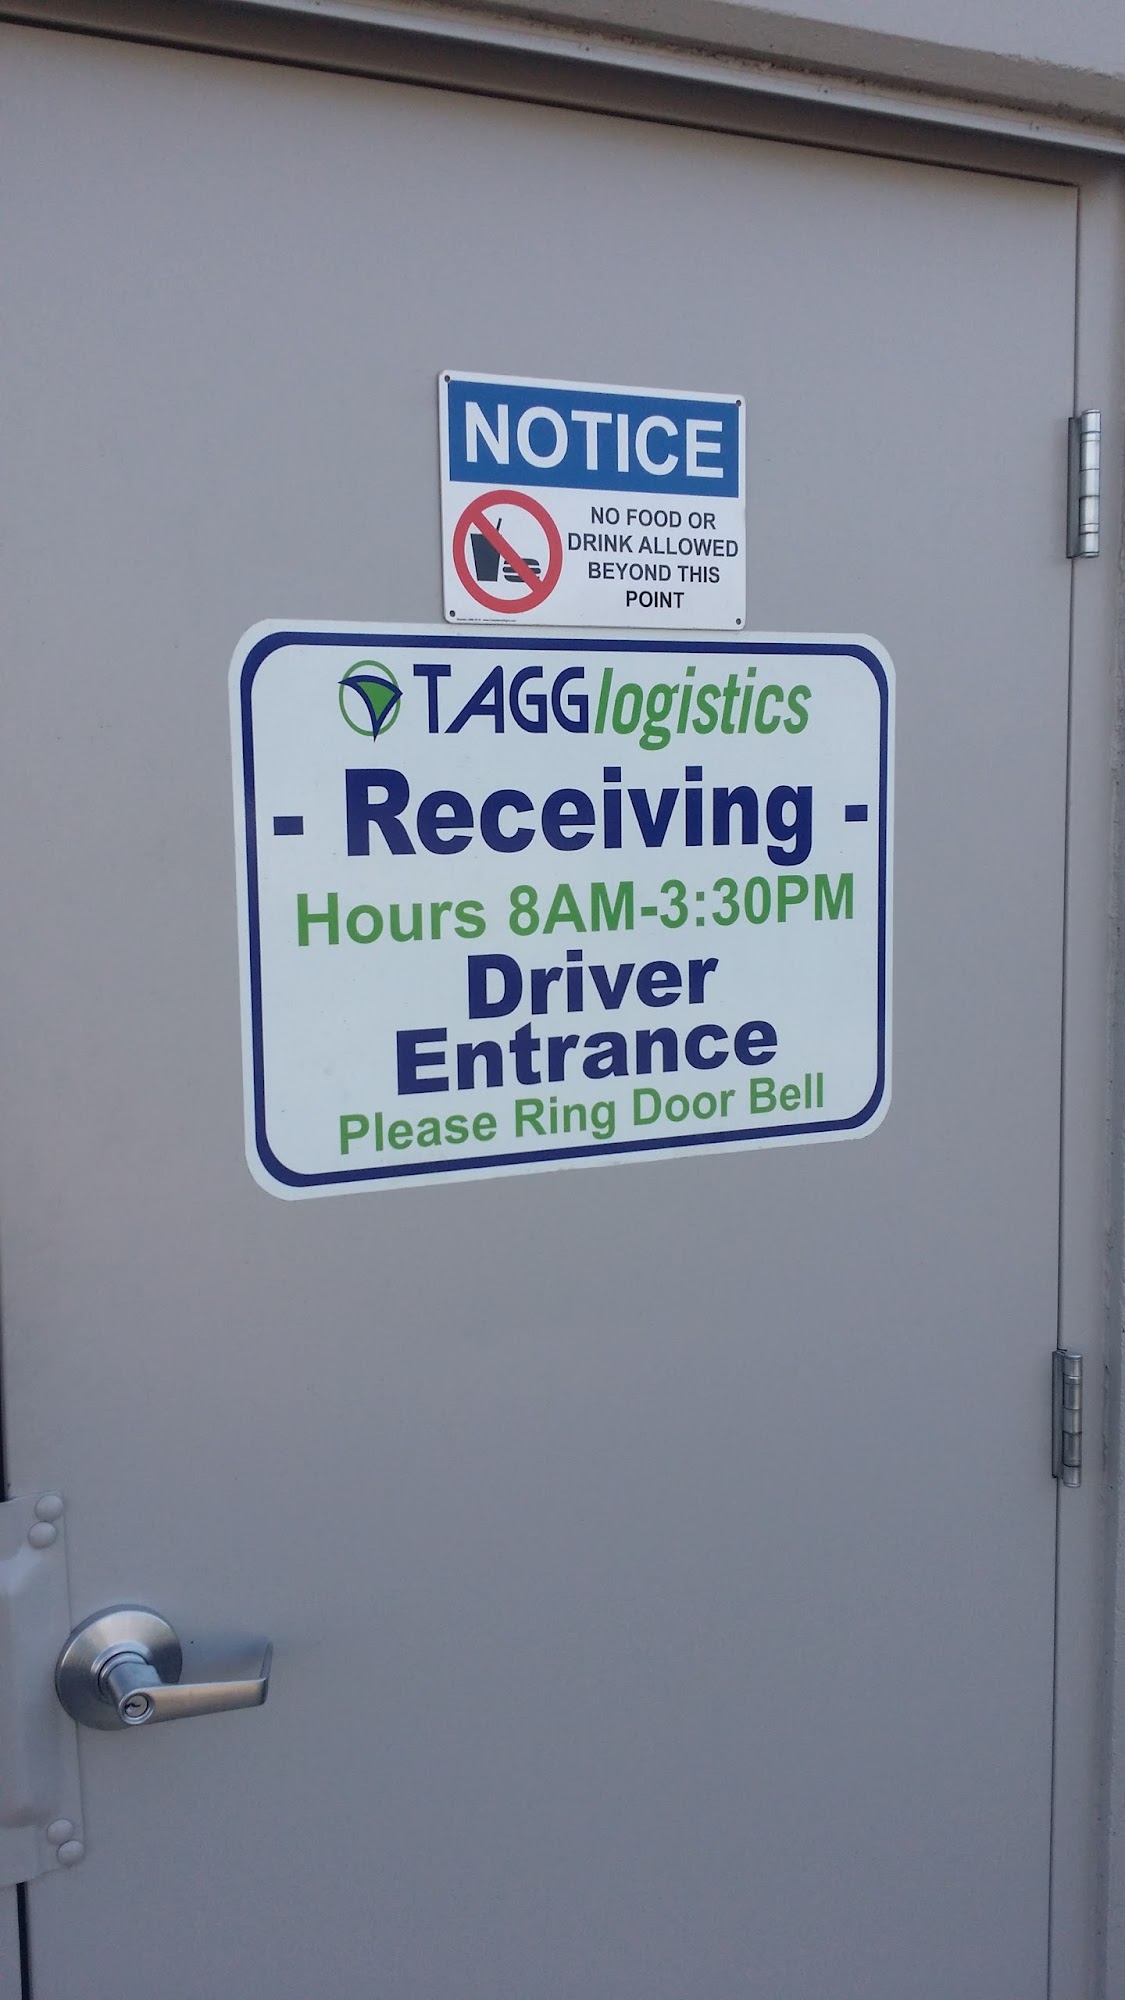 NOTICE
NO FOOD OR
DRINK ALLOWED
BEYOND THIS
POINT
TAGGlogistics
- Receiving -
Hours 8AM-3:30PM
Driver
Entrance
Please Ring Door Bell